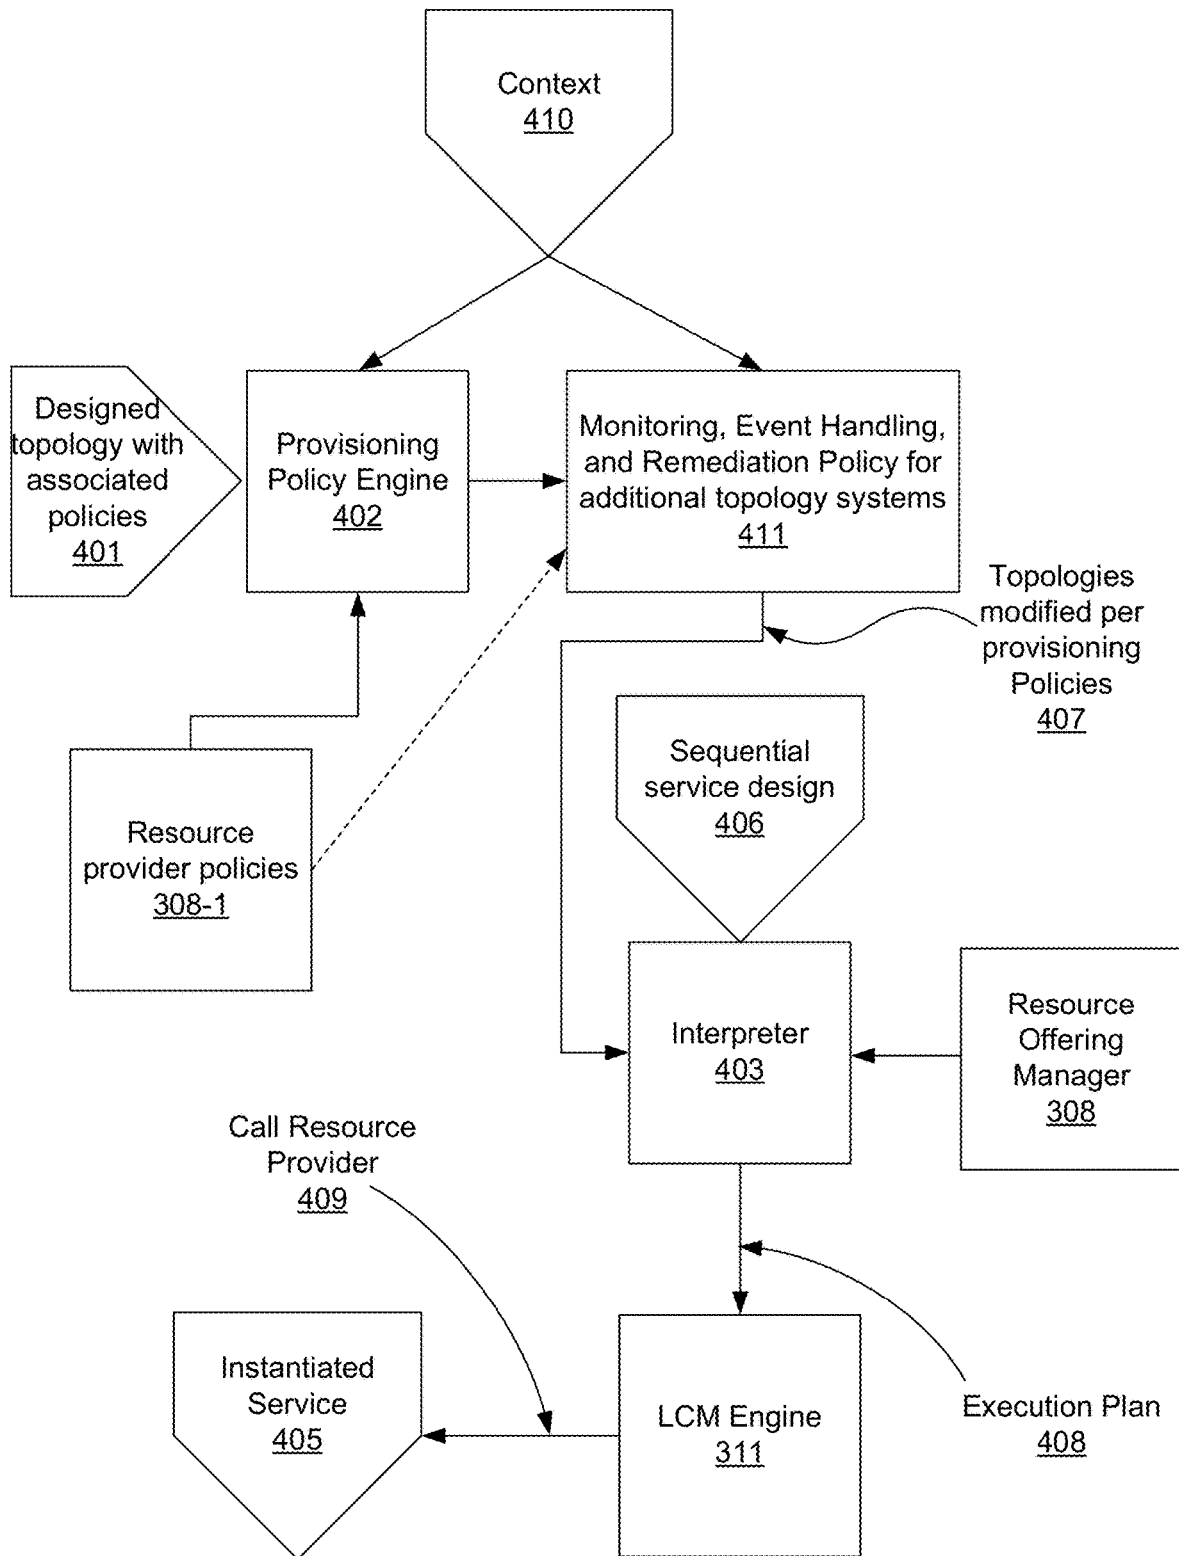 Context
410
Designed
topology with
associated
policies
401
Provisioning
Policy Engine
402
Monitoring, Event Handling,
and Remediation Policy for
additional topology systems
411
Topologies
modified per
provisioning
Policies
407
Resource
provider policies
308-1
Sequential
service design
406
Interpreter
403
Resource
Offering
Manager
308
Call Resource
Provider
409
Instantiated
Service
405
LCM Engine
311
Execution Plan
408